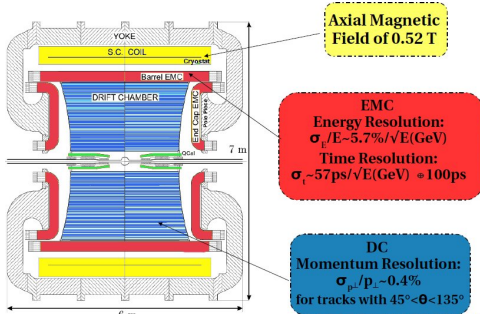 YOKE
S.C. COIL
Cryostat
Barrel EMC
DRIFT CHAMBER
End Cap EMC
Pole Piece
QCal
7 m
6 m
Axial Magnetic
Field of 0.52 T
EMC
Energy Resolution:
σE/E~5.7%/√E(GeV)
Time Resolution:
σt~57ps/√E(GeV) ⊕100ps
DC
Momentum Resolution:
σp⊥/p⊥~0.4%
for tracks with 45°<θ<135°